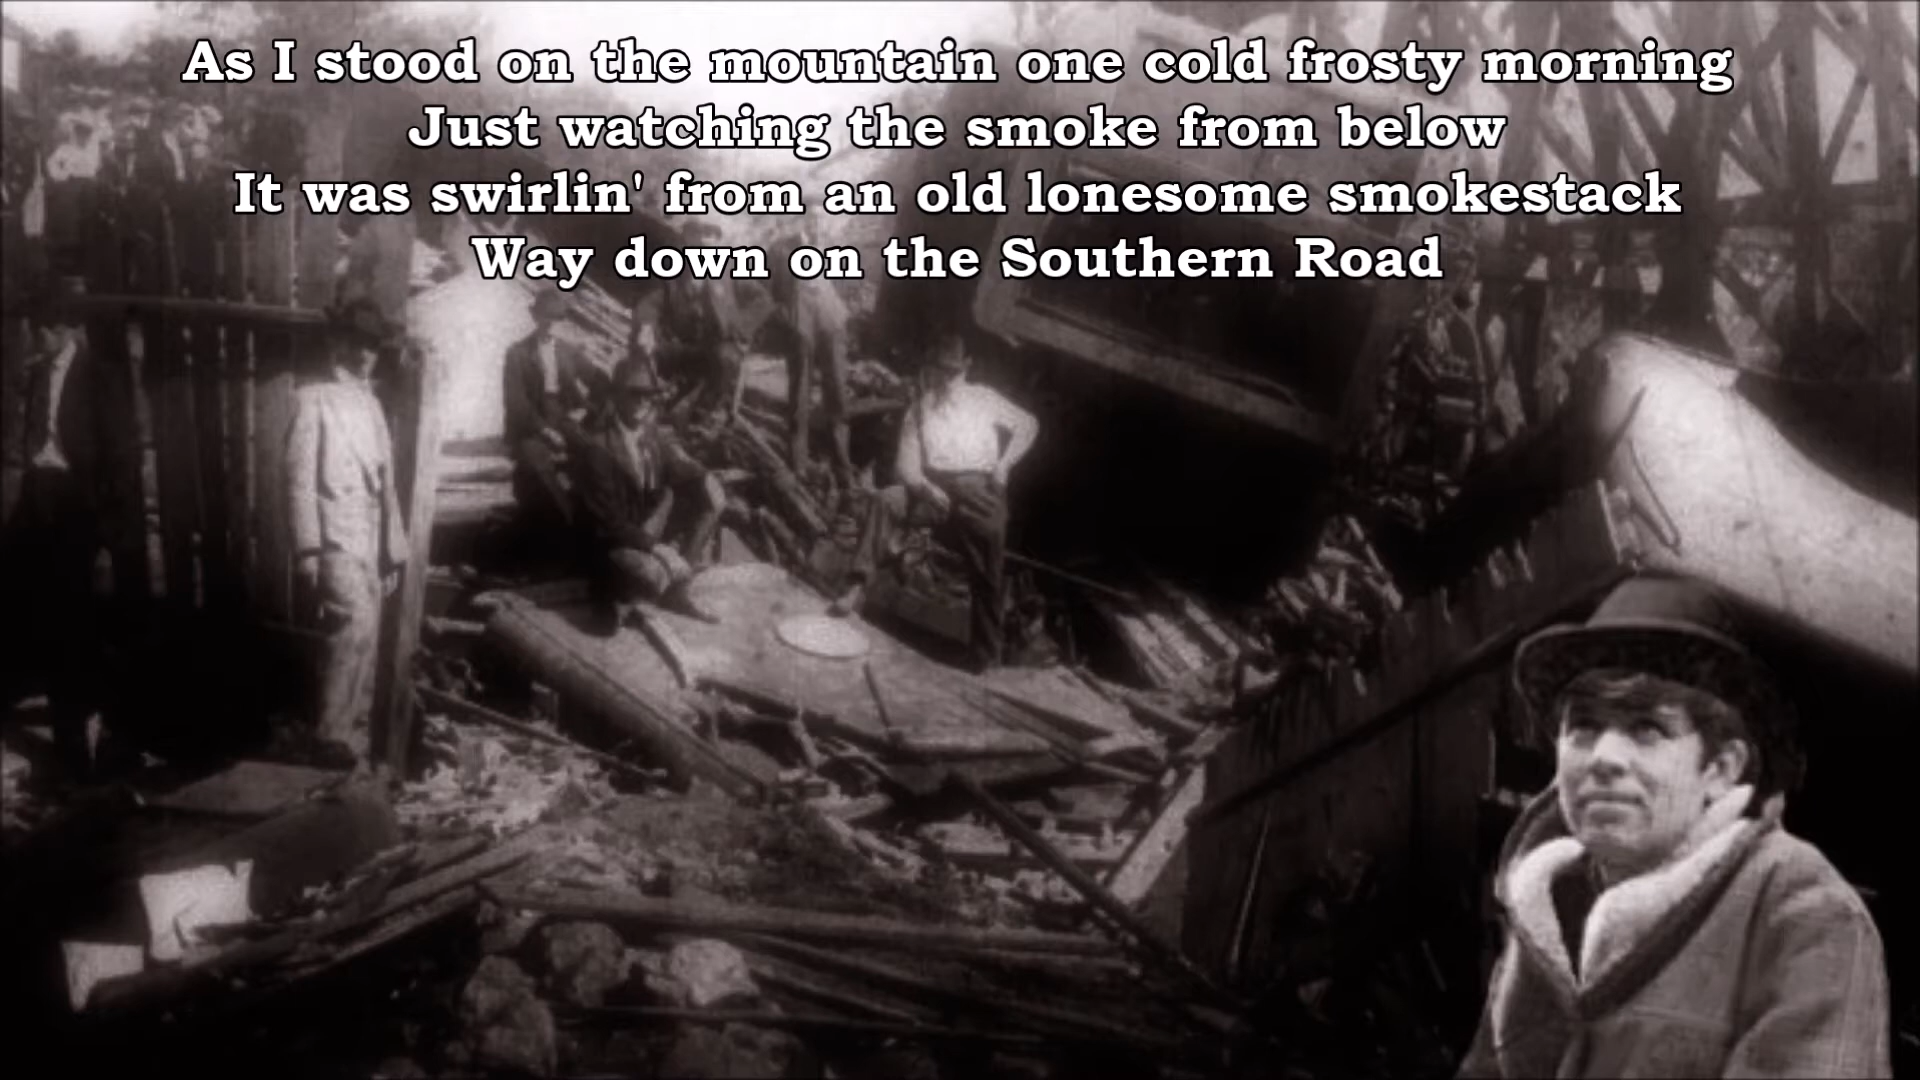 As I stood on the mountain one cold frosty morning
Just watching the smoke from below
It was swirlin' from an old lonesome smokestack
Way down on the Southern Road